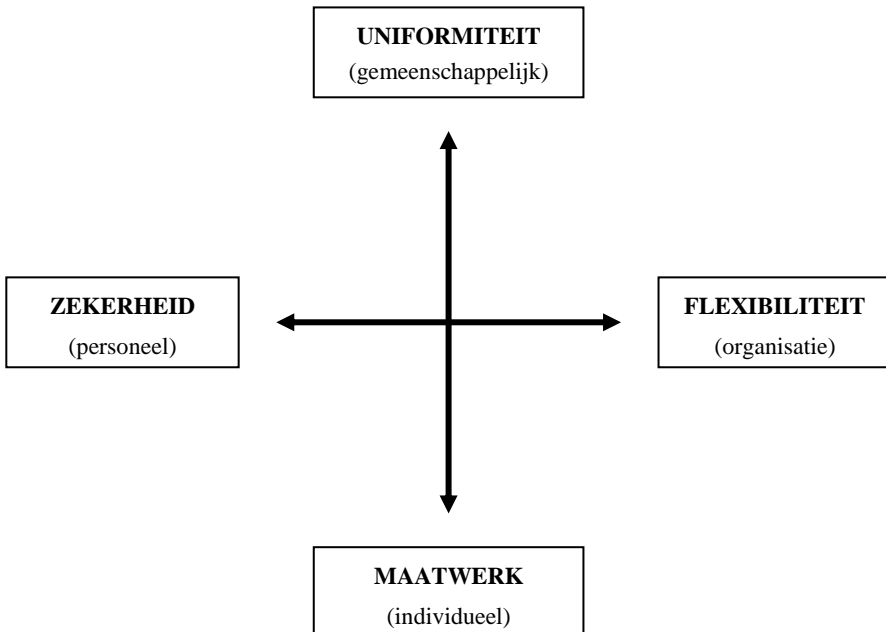 UNIFORMITEIT
(gemeenschappelijk)
ZEKERHEID
(personeel)
FLEXIBILITEIT
(organisatie)
MAATWERK
(individueel)